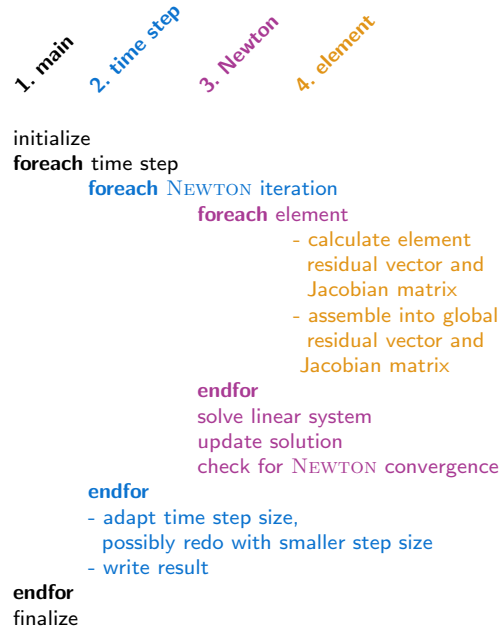 1. main
2. time step
3. Newton
4. element
initialize
foreach time step
foreach NEWTON iteration
foreach element
- calculate element
residual vector and
Jacobian matrix
- assemble into global
residual vector and
Jacobian matrix
endfor
solve linear system
update solution
check for NEWTON convergence
endfor
- adapt time step size,
possibly redo with smaller step size
- write result
endfor
finalize